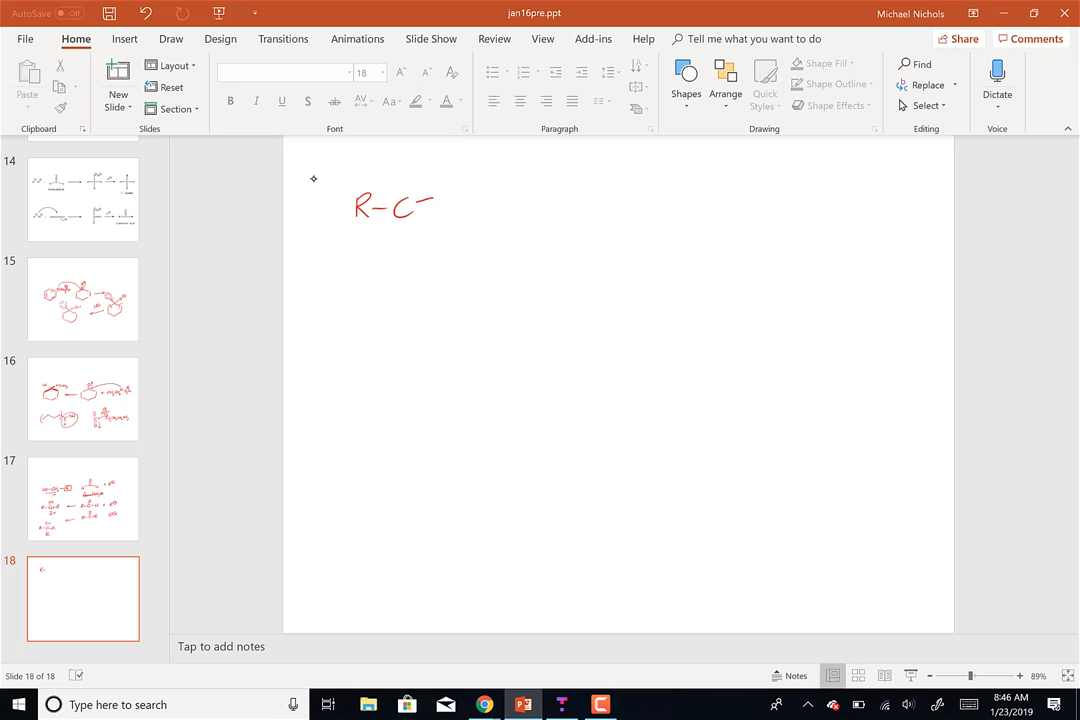 AutoSave Off jan16pre.ppt Michael Nichols
File Home Insert Draw Design Transitions Animations Slide Show Review View Add-ins Help Tell me what you want to do Share Comments
Paste
New Slide
Layout
Reset
Section
18
B I U S ab AV Aa A
Shapes
Arrange
Quick Styles
Shape Fill
Shape Outline
Shape Effects
Find
Replace
Select
Dictate
Clipboard Slides Font Paragraph Drawing Editing Voice
14
15
16
17
18
R-C-
Tap to add notes
Slide 18 of 18 Notes 89%
Type here to search
8:46 AM
1/23/2019